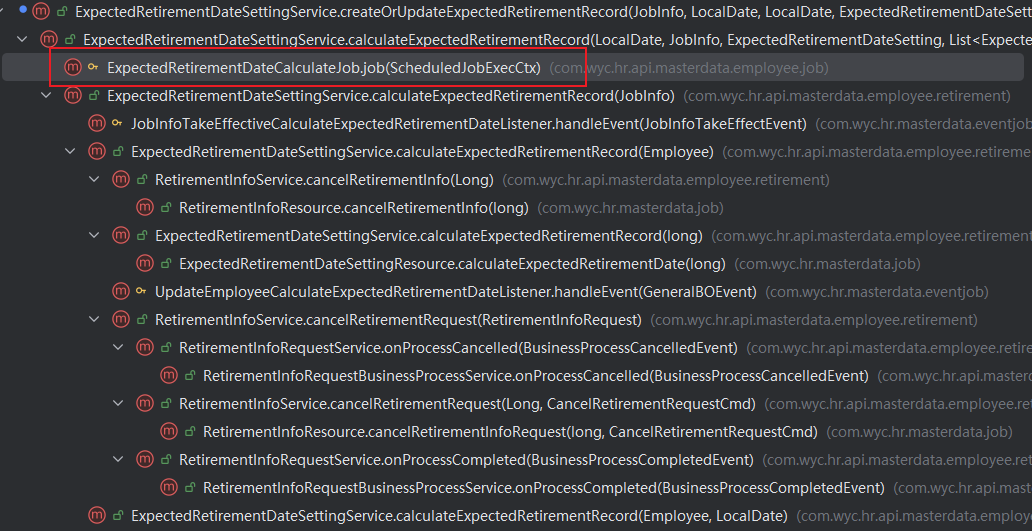 ExpectedRetirementDateSettingService.createOrUpdateExpectedRetirementRecord(JobInfo, LocalDate, LocalDate, ExpectedRetirementDateSett
ExpectedRetirementDateSettingService.calculateExpectedRetirementRecord(LocalDate, JobInfo, ExpectedRetirementDateSetting, List<Expecte
ExpectedRetirementDateCalculateJob.job(ScheduledJobExecCtx) (com.wyc.hr.api.masterdata.employee.job)
ExpectedRetirementDateSettingService.calculateExpectedRetirementRecord(JobInfo) (com.wyc.hr.api.masterdata.employee.retirement)
JobInfoTakeEffectiveCalculateExpectedRetirementDateListener.handleEvent(JobInfoTakeEffectEvent) (com.wyc.hr.masterdata.eventjob
ExpectedRetirementDateSettingService.calculateExpectedRetirementRecord(Employee) (com.wyc.hr.api.masterdata.employee.retireme
RetirementInfoService.cancelRetirementInfo(Long) (com.wyc.hr.api.masterdata.employee.retirement)
RetirementInfoResource.cancelRetirementInfo(long) (com.wyc.hr.masterdata.job)
ExpectedRetirementDateSettingService.calculateExpectedRetirementRecord(long) (com.wyc.hr.api.masterdata.employee.retirement
ExpectedRetirementDateSettingResource.calculateExpectedRetirementDate(long) (com.wyc.hr.masterdata.job)
UpdateEmployeeCalculateExpectedRetirementDateListener.handleEvent(GeneralBOEvent) (com.wyc.hr.masterdata.eventjob)
RetirementInfoService.cancelRetirementRequest(RetirementInfoRequest) (com.wyc.hr.api.masterdata.employee.retirement)
RetirementInfoRequestService.onProcessCancelled(BusinessProcessCancelledEvent) (com.wyc.hr.api.masterdata.employee.retire
RetirementInfoRequestBusinessProcessService.onProcessCancelled(BusinessProcessCancelledEvent) (com.wyc.hr.api.masterd
RetirementInfoService.cancelRetirementRequest(Long, CancelRetirementRequestCmd) (com.wyc.hr.api.masterdata.employee.ret
RetirementInfoResource.cancelRetirementInfoRequest(long, CancelRetirementRequestCmd) (com.wyc.hr.masterdata.job)
RetirementInfoRequestService.onProcessCompleted(BusinessProcessCompletedEvent) (com.wyc.hr.api.masterdata.employee.ret
RetirementInfoRequestBusinessProcessService.onProcessCompleted(BusinessProcessCompletedEvent) (com.wyc.hr.api.mast
ExpectedRetirementDateSettingService.calculateExpectedRetirementRecord(Employee, LocalDate) (com.wyc.hr.api.masterdata.employ